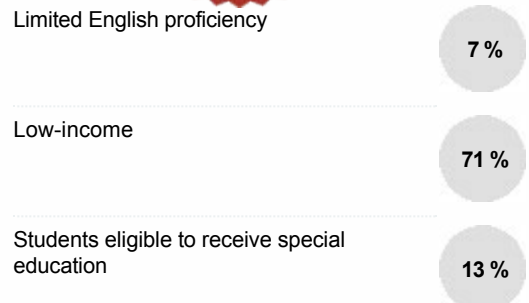 Limited English proficiency
7 %
Low-income
71 %
Students eligible to receive special
education
13 %